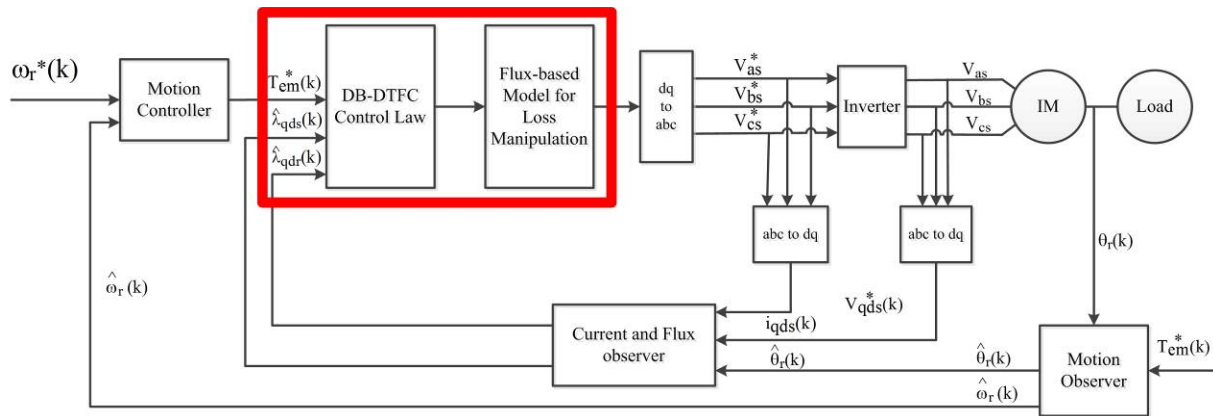 ωr*(k)
Motion
Controller
T*em(k)
λ̂qds(k)
λ̂qdr(k)
DB-DTFC
Control Law
Flux-based
Model for
Loss
Manipulation
dq
to
abc
V*as
V*bs
V*cs
Inverter
Vas
Vbs
Vcs
IM
Load
abc to dq
abc to dq
θr(k)
ω̂r(k)
V*qds(k)
iqds(k)
Current and Flux
observer
θ̂r(k)
θ̂r(k)
ω̂r(k)
Motion
Observer
T*em(k)